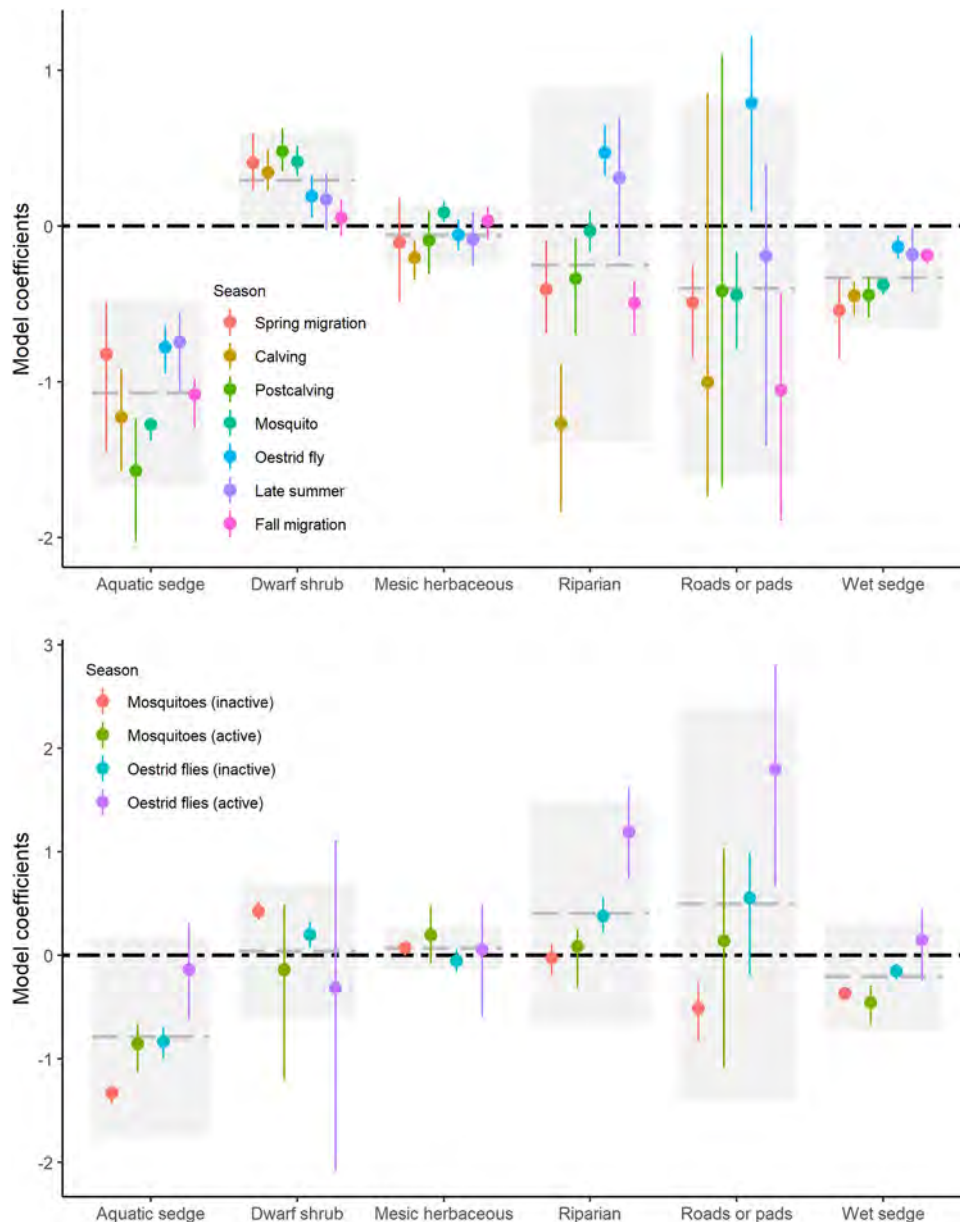 Model coefficients
1
0
-1
-2
Season
Spring migration
Calving
Postcalving
Mosquito
Oestrid fly
Late summer
Fall migration
Aquatic sedge Dwarf shrub Mesic herbaceous Riparian Roads or pads Wet sedge
Model coefficients
3
2
1
0
-1
-2
Season
Mosquitoes (inactive)
Mosquitoes (active)
Oestrid flies (inactive)
Oestrid flies (active)
Aquatic sedge Dwarf shrub Mesic herbaceous Riparian Roads or pads Wet sedge